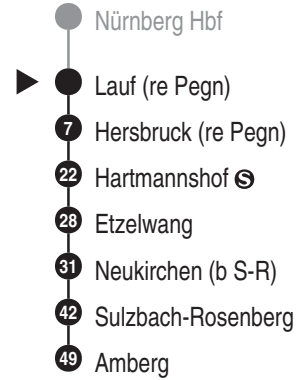 Nürnberg Hbf
Lauf (re Pegn)
7 Hersbruck (re Pegn)
22 Hartmannshof S
28 Etzelwang
31 Neukirchen (b S-R)
42 Sulzbach-Rosenberg
49 Amberg